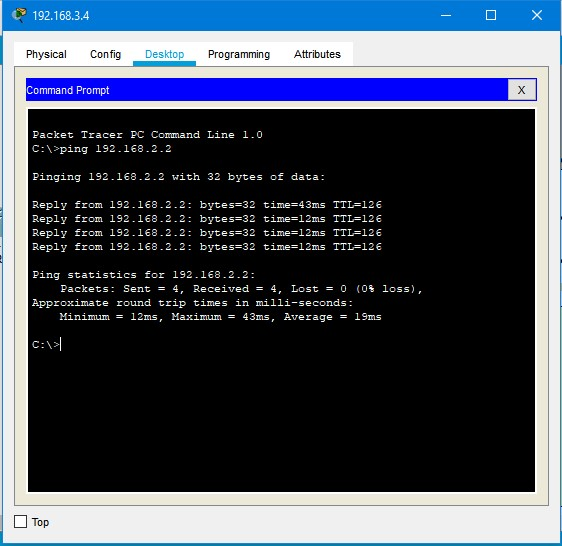 192.168.3.4
Physical Config Desktop Programming Attributes
Command Prompt X
Packet Tracer PC Command Line 1.0
C:\>ping 192.168.2.2
Pinging 192.168.2.2 with 32 bytes of data:
Reply from 192.168.2.2: bytes=32 time=43ms TTL=126
Reply from 192.168.2.2: bytes=32 time=12ms TTL=126
Reply from 192.168.2.2: bytes=32 time=12ms TTL=126
Reply from 192.168.2.2: bytes=32 time=12ms TTL=126
Ping statistics for 192.168.2.2:
    Packets: Sent = 4, Received = 4, Lost = 0 (0% loss),
Approximate round trip times in milli-seconds:
    Minimum = 12ms, Maximum = 43ms, Average = 19ms
C:\>
Top